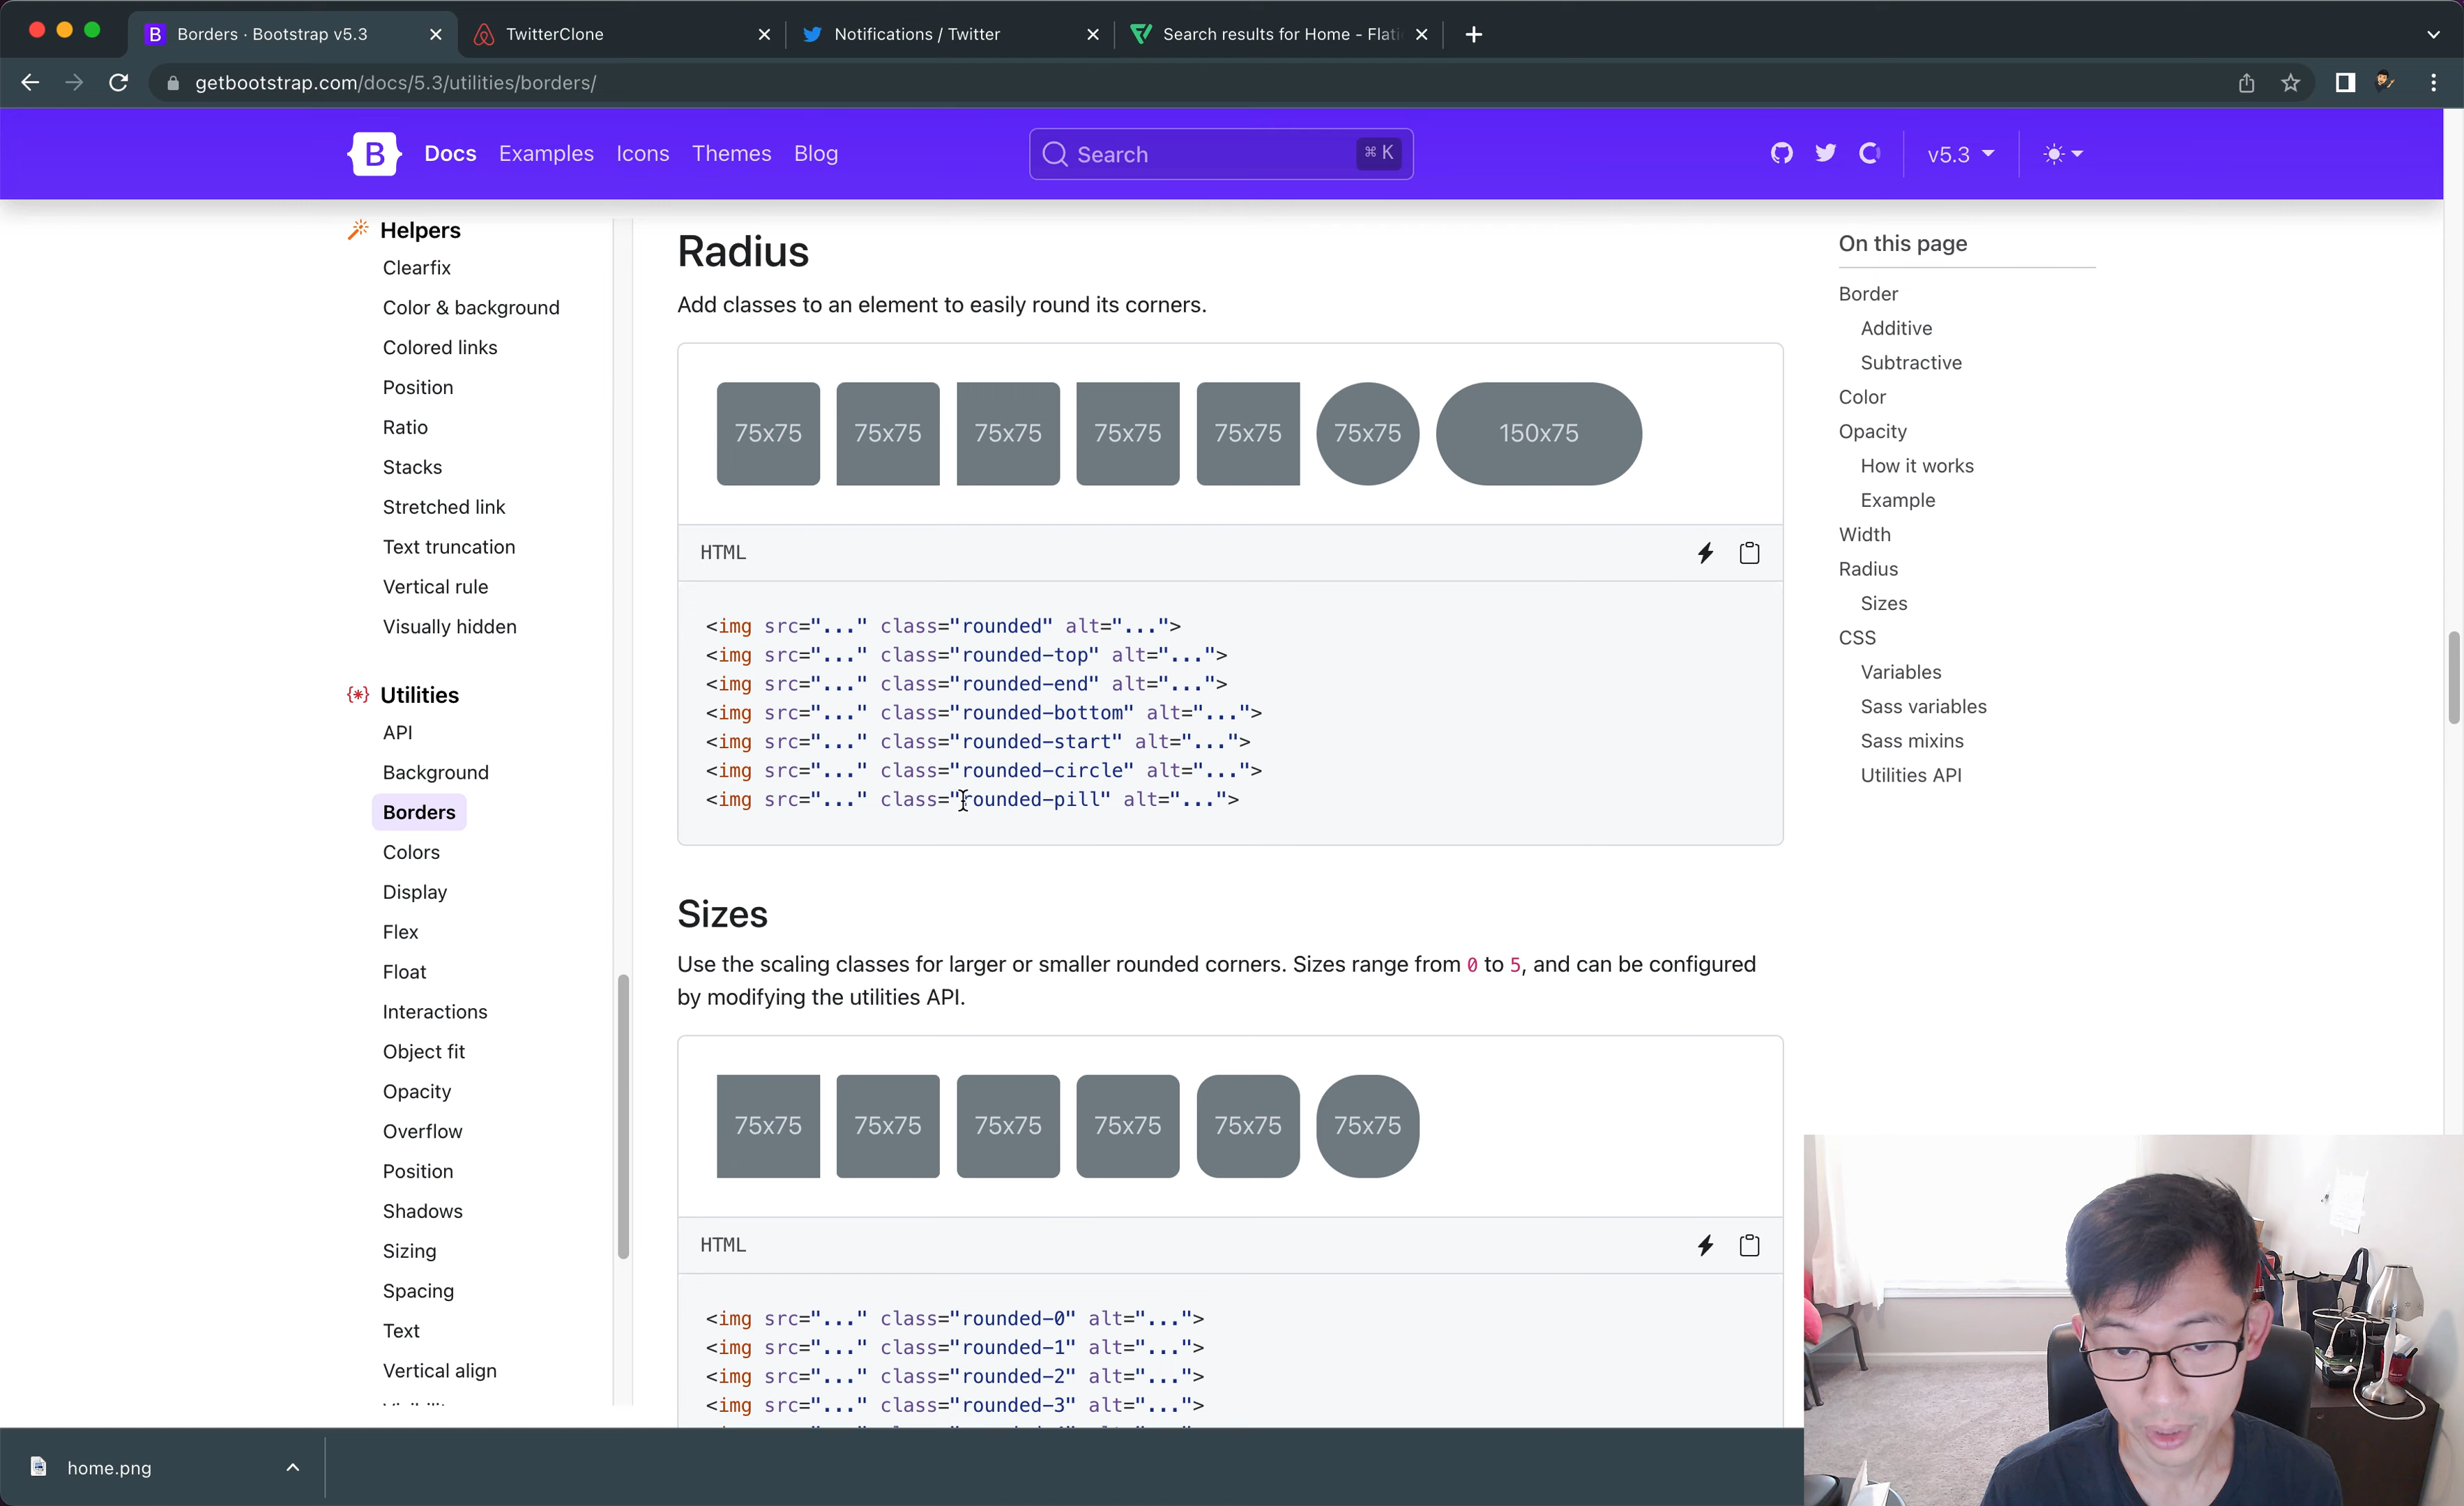 Borders · Bootstrap v5.3
TwitterClone
Notifications / Twitter
Search results for Home - Flati
getbootstrap.com/docs/5.3/utilities/borders/
B
Docs
Examples
Icons
Themes
Blog
Search
⌘ K
v5.3
Helpers
Clearfix
Color & background
Colored links
Position
Ratio
Stacks
Stretched link
Text truncation
Vertical rule
Visually hidden
Utilities
API
Background
Borders
Colors
Display
Flex
Float
Interactions
Object fit
Opacity
Overflow
Position
Shadows
Sizing
Spacing
Text
Vertical align
Radius
Add classes to an element to easily round its corners.
75x75 75x75 75x75 75x75 75x75 75x75 150x75
HTML
<img src="..." class="rounded" alt="...">
<img src="..." class="rounded-top" alt="...">
<img src="..." class="rounded-end" alt="...">
<img src="..." class="rounded-bottom" alt="...">
<img src="..." class="rounded-start" alt="...">
<img src="..." class="rounded-circle" alt="...">
<img src="..." class="rounded-pill" alt="...">
Sizes
Use the scaling classes for larger or smaller rounded corners. Sizes range from 0 to 5, and can be configured
by modifying the utilities API.
75x75 75x75 75x75 75x75 75x75 75x75
HTML
<img src="..." class="rounded-0" alt="...">
<img src="..." class="rounded-1" alt="...">
<img src="..." class="rounded-2" alt="...">
<img src="..." class="rounded-3" alt="...">
On this page
Border
Additive
Subtractive
Color
Opacity
How it works
Example
Width
Radius
Sizes
CSS
Variables
Sass variables
Sass mixins
Utilities API
home.png